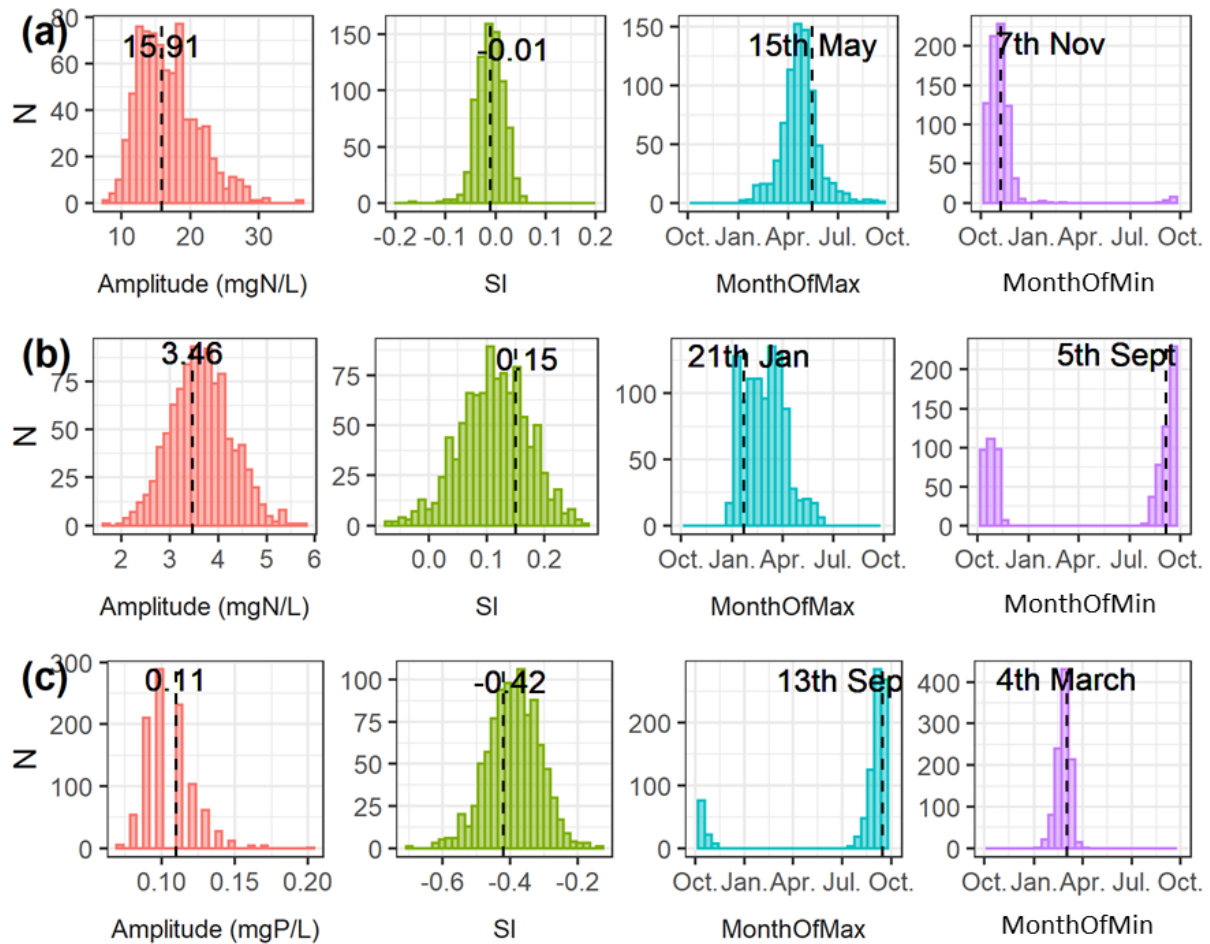 (a)
15.91
-0.01
15th May
7th Nov
N
80
60
40
20
0
150
100
50
0
150
100
50
0
200
150
100
50
0
10 20 30
-0.2 -0.1 0.0 0.1 0.2
Oct. Jan. Apr. Jul. Oct.
Oct. Jan. Apr. Jul. Oct.
Amplitude (mgN/L) SI MonthOfMax MonthOfMin
(b)
3.46
0.15
21th Jan
5th Sept
N
75
50
25
0
75
50
25
0
100
50
0
200
150
100
50
0
2 3 4 5 6
0.0 0.1 0.2
Oct. Jan. Apr. Jul. Oct.
Oct. Jan. Apr. Jul. Oct.
Amplitude (mgN/L) SI MonthOfMax MonthOfMin
(c)
0.11
-0.42
13th Sep
4th March
N
300
200
100
0
100
75
50
25
0
200
100
0
400
300
200
100
0
0.10 0.15 0.20
-0.6 -0.4 -0.2
Oct. Jan. Apr. Jul. Oct.
Oct. Jan. Apr. Jul. Oct.
Amplitude (mgP/L) SI MonthOfMax MonthOfMin